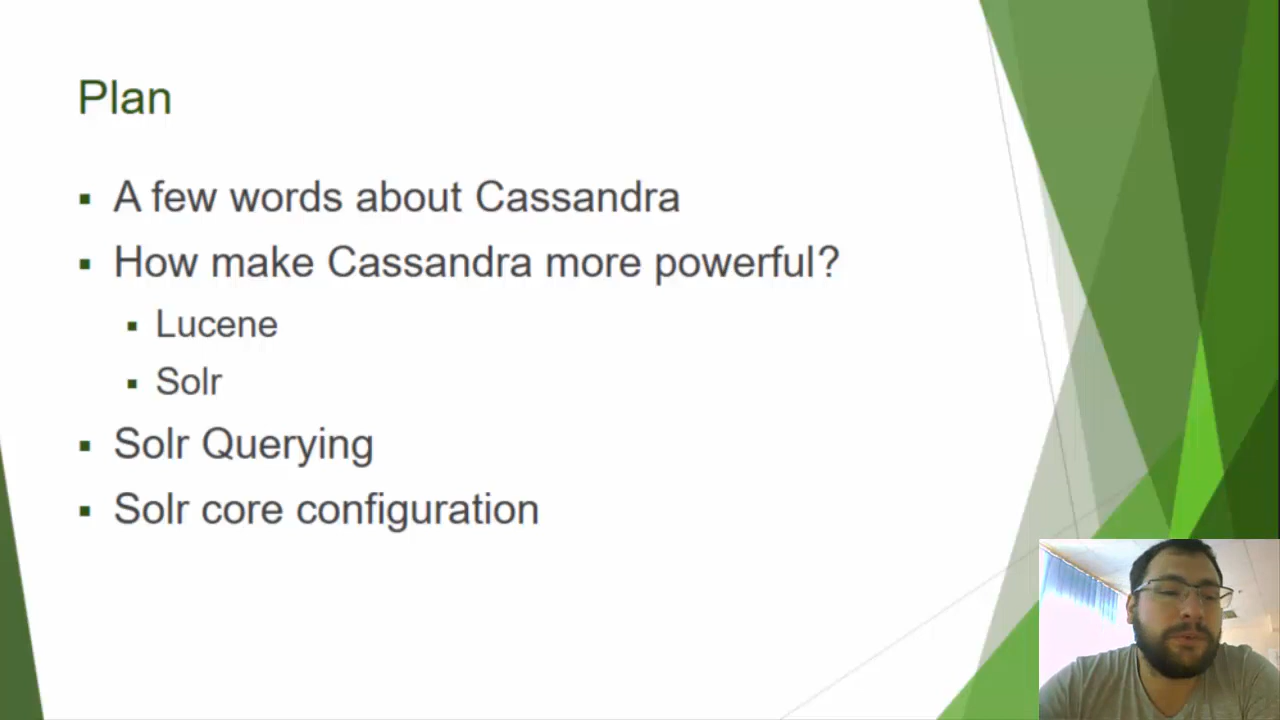 Plan
A few words about Cassandra
How make Cassandra more powerful?
Lucene
Solr
Solr Querying
Solr core configuration